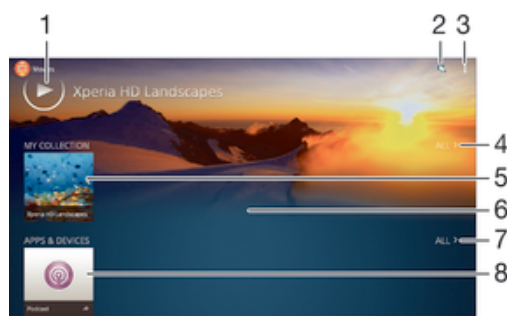 1
2
3
Movies
Xperia HD Landscapes
MY COLLECTION
ALL >
4
5
Xperia HD Landscapes
6
APPS & DEVICES
ALL >
7
8
Podcast